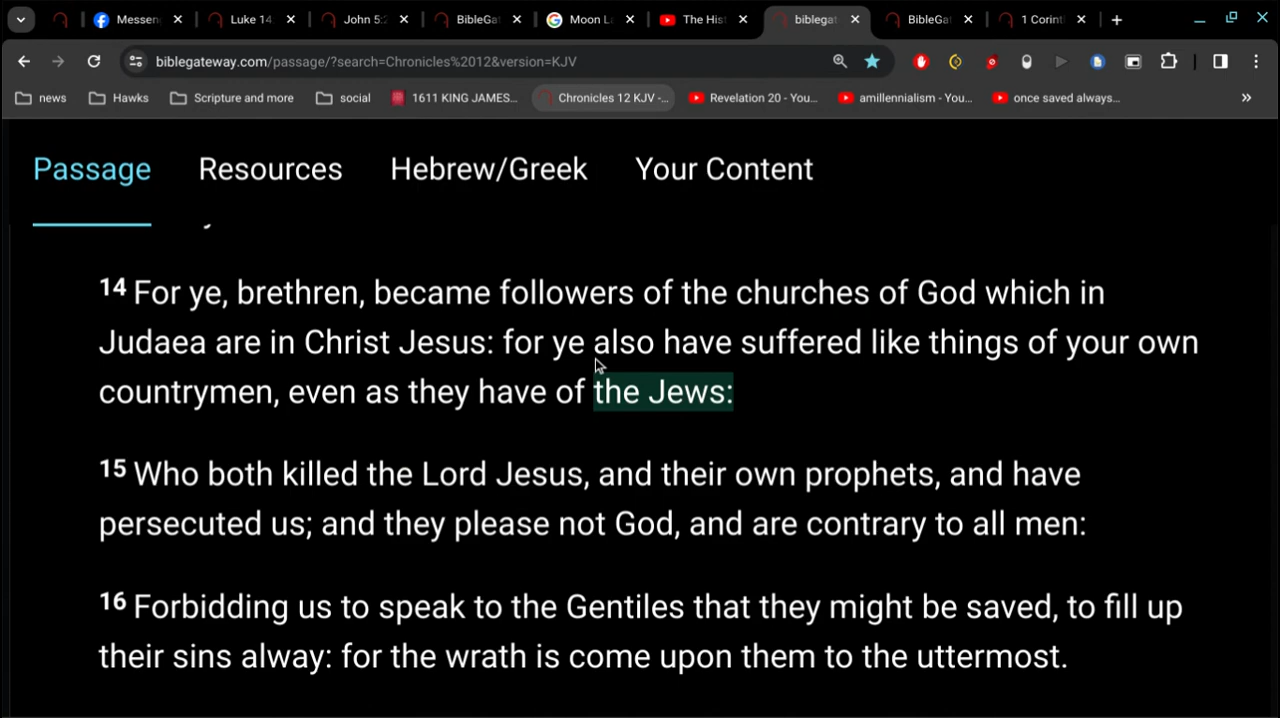 Messen
Luke 14
John 5:2
BibleGat
Moon L
The Hist
biblegat
BibleGat
1 Corint
biblegateway.com/passage/?search=Chronicles%2012&version=KJV
news
Hawks
Scripture and more
social
1611 KING JAMES...
Chronicles 12 KJV -...
Revelation 20 - You...
amillennialism - You...
once saved always...
Passage
Resources
Hebrew/Greek
Your Content
14 For ye, brethren, became followers of the churches of God which in
Judaea are in Christ Jesus: for ye also have suffered like things of your own
countrymen, even as they have of the Jews:
15 Who both killed the Lord Jesus, and their own prophets, and have
persecuted us; and they please not God, and are contrary to all men:
16 Forbidding us to speak to the Gentiles that they might be saved, to fill up
their sins alway: for the wrath is come upon them to the uttermost.